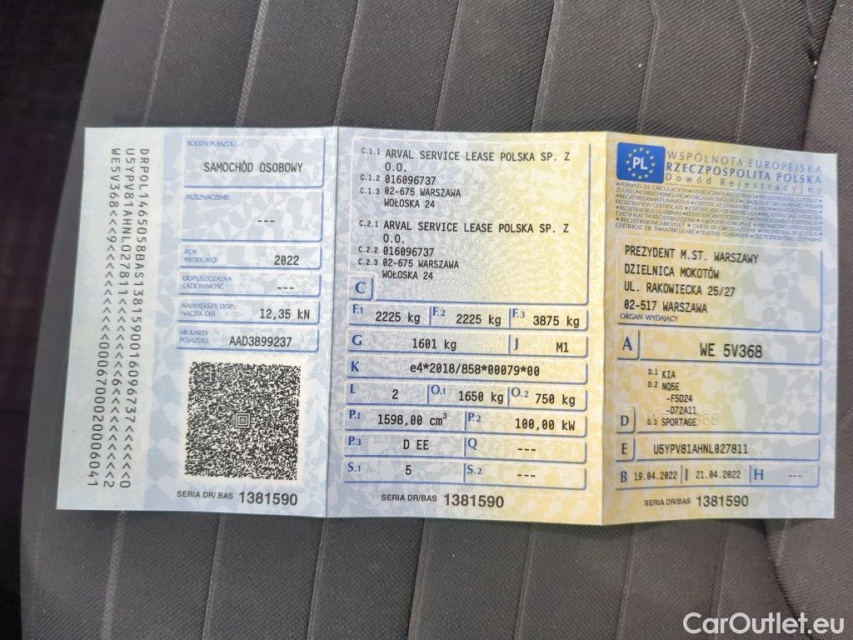 DRPOL1465058BAS1381590016096737<<<<<<0
RODZAJ POJAZDU
SAMOCHÓD OSOBOWY
PRZEZNACZENIE
---
ROK PRODUKCJI
2022
DOPUSZCZALNA ŁADOWNOŚĆ
---
NAJWIĘKSZY DOP. NACISK OSI
12,35 kN
NR KARTY POJAZDU
AAD3899237
SERIA DR/BAS 1381590
C.1.1 ARVAL SERVICE LEASE POLSKA SP. Z
O.O.
C.1.2 016096737
C.1.3 02-675 WARSZAWA
WOŁOSKA 24
C.2.1 ARVAL SERVICE LEASE POLSKA SP. Z
O.O.
C.2.2 016096737
C.2.3 02-675 WARSZAWA
WOŁOSKA 24
C
F.1 2225 kg F.2 2225 kg F.3 3875 kg
G 1601 kg J M1
K e4*2018/858*00079*00
L 2 O.1 1650 kg O.2 750 kg
P.1 1598,00 cm³ P.2 100,00 kW
P.3 D EE Q ---
S.1 5 S.2 ---
SERIA DR/BAS 1381590
PL
WSPÓLNOTA EUROPEJSKA
RZECZPOSPOLITA POLSKA
Dowód Rejestracyjny
PREZYDENT M.ST. WARSZAWY
DZIELNICA MOKOTÓW
UL. RAKOWIECKA 25/27
02-517 WARSZAWA
ORGAN WYDAJĄCY
A WE 5V368
D.1 KIA
D.2 NQ5E
-F5D24
-D72A11
D D.3 SPORTAGE
E U5YPV81AHNL027811
B 19.04.2022 I 21.04.2022 H ---
SERIA DR/BAS 1381590
CarOutlet.eu